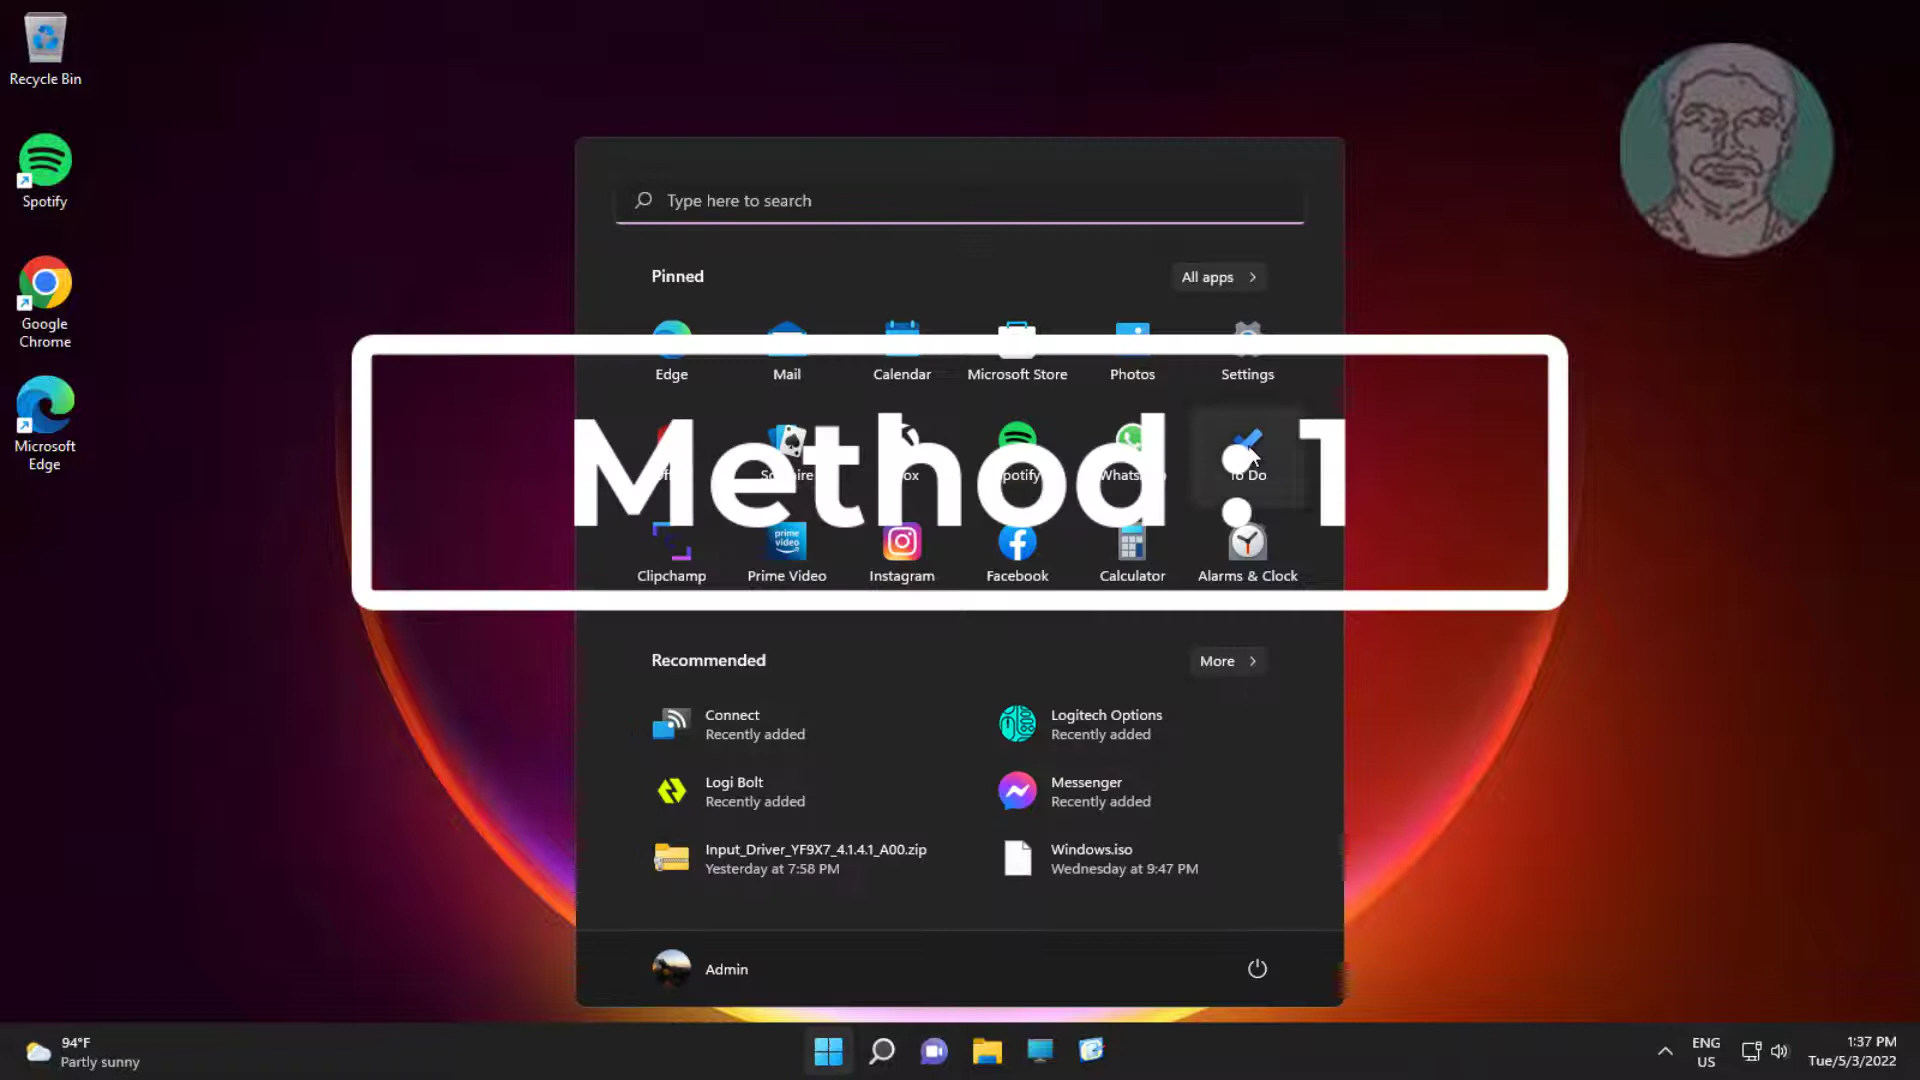 Recycle Bin
Spotify
Google
Chrome
Microsoft
Edge
Type here to search
Pinned
All apps
Edge
Mail
Calendar
Microsoft Store
Photos
Settings
Method : 1
To Do
prime
video
Clipchamp
Prime Video
Instagram
Facebook
Calculator
Alarms & Clock
Recommended
More
Connect
Recently added
Logitech Options
Recently added
Logi Bolt
Recently added
Messenger
Recently added
Input_Driver_YF9X7_4.1.4.1_A00.zip
Yesterday at 7:58 PM
Windows.iso
Wednesday at 9:47 PM
Admin
94°F
Partly sunny
ENG
US
1:37 PM
Tue/5/3/2022